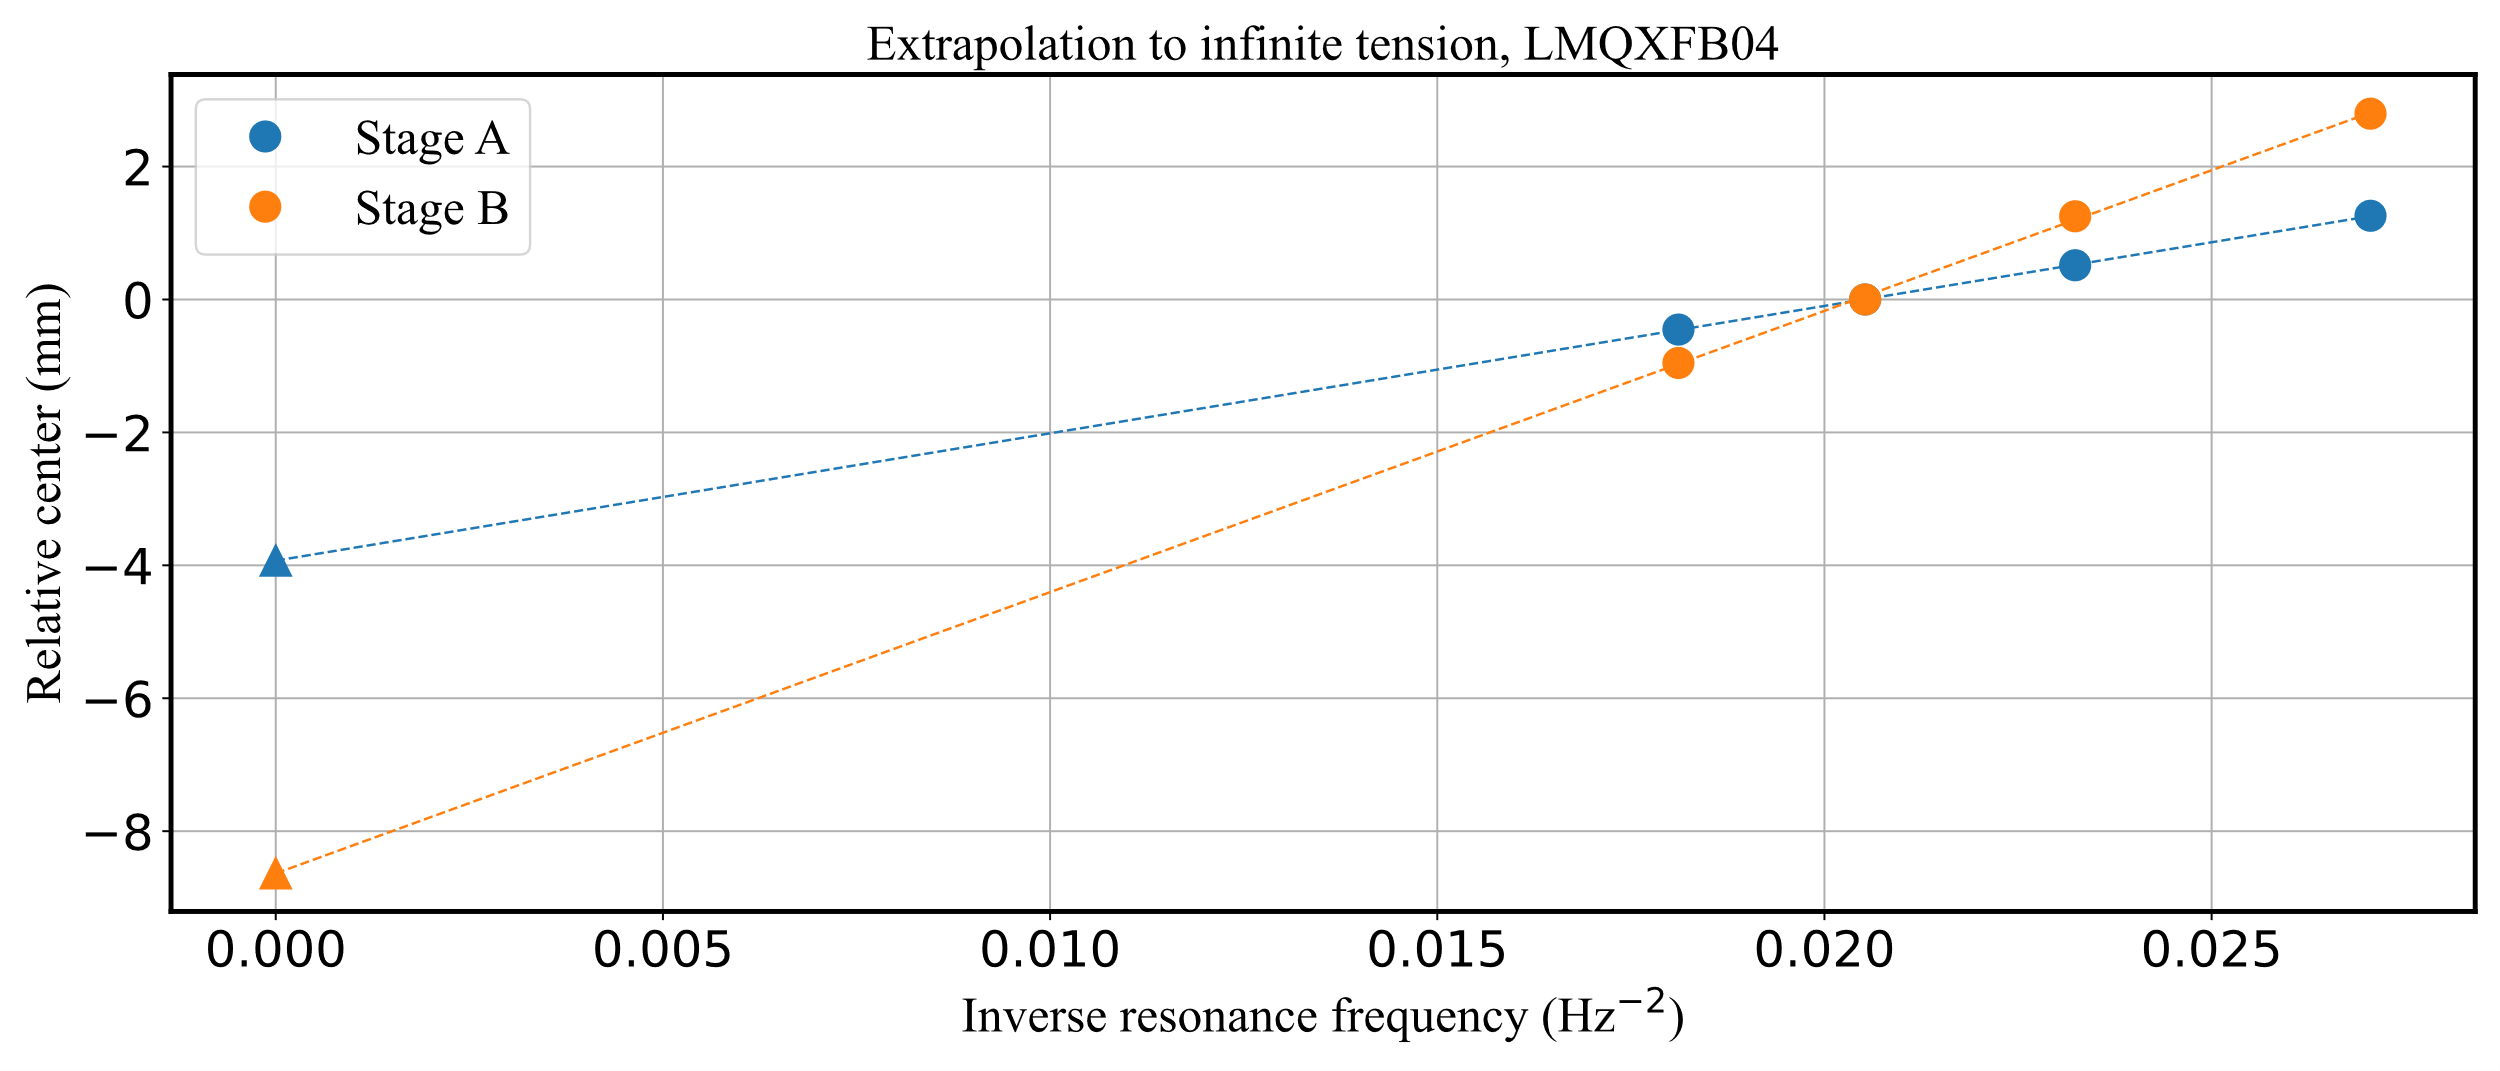 Extrapolation to infinite tension, LMQXFB04
Stage A
Stage B
Relative center (mm)
2
0
−2
−4
−6
−8
0.000 0.005 0.010 0.015 0.020 0.025
Inverse resonance frequency (Hz⁻²)